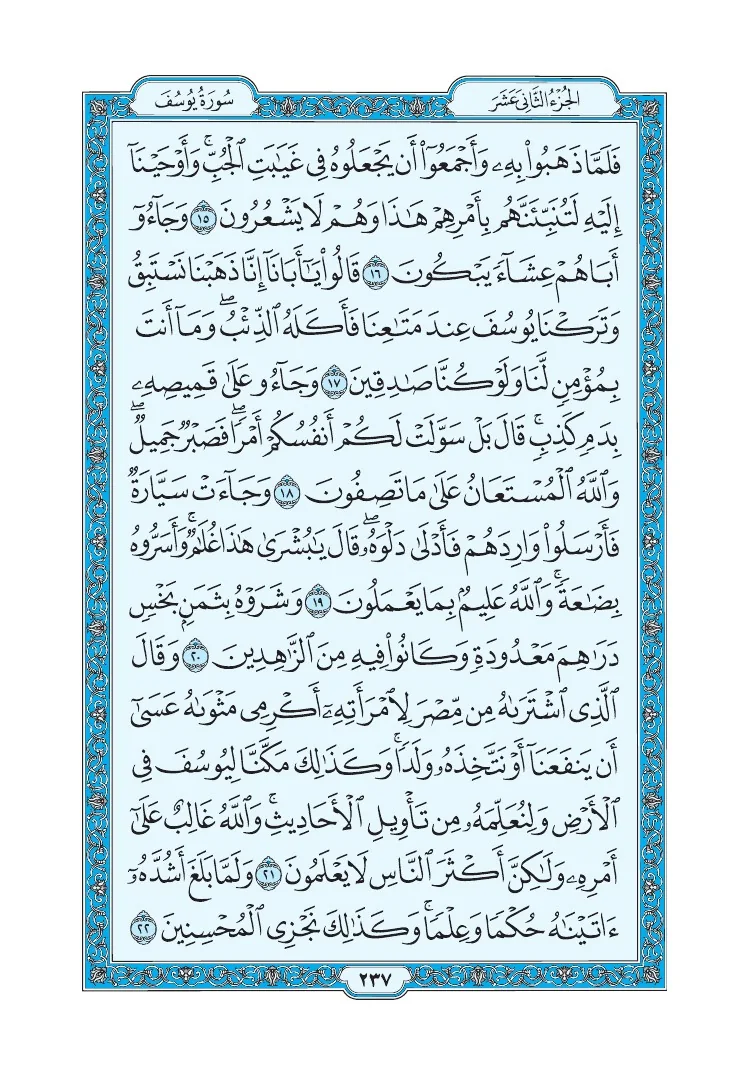 الجُزْءُ الثَّانِي عَشَرَ
سُورَةُ يُوسُفَ
فَلَمَّا ذَهَبُوا۟ بِهِۦ وَأَجْمَعُوٓا۟ أَن يَجْعَلُوهُ فِى غَيَـٰبَتِ ٱلْجُبِّ ۚ وَأَوْحَيْنَآ
إِلَيْهِ لَتُنَبِّئَنَّهُم بِأَمْرِهِمْ هَـٰذَا وَهُمْ لَا يَشْعُرُونَ ١٥ وَجَآءُوٓ
أَبَاهُمْ عِشَآءً يَبْكُونَ ١٦ قَالُوا۟ يَـٰٓأَبَانَآ إِنَّا ذَهَبْنَا نَسْتَبِقُ
وَتَرَكْنَا يُوسُفَ عِندَ مَتَـٰعِنَا فَأَكَلَهُ ٱلذِّئْبُ ۖ وَمَآ أَنتَ
بِمُؤْمِنٍ لَّنَا وَلَوْ كُنَّا صَـٰدِقِينَ ١٧ وَجَآءُو عَلَىٰ قَمِيصِهِۦ
بِدَمٍ كَذِبٍ ۚ قَالَ بَلْ سَوَّلَتْ لَكُمْ أَنفُسُكُمْ أَمْرًا ۖ فَصَبْرٌ جَمِيلٌ ۖ
وَٱللَّهُ ٱلْمُسْتَعَانُ عَلَىٰ مَا تَصِفُونَ ١٨ وَجَآءَتْ سَيَّارَةٌ
فَأَرْسَلُوا۟ وَارِدَهُمْ فَأَدْلَىٰ دَلْوَهُۥ ۖ قَالَ يَـٰبُشْرَىٰ هَـٰذَا غُلَـٰمٌ ۚ وَأَسَرُّوهُ
بِضَـٰعَةً ۚ وَٱللَّهُ عَلِيمٌۢ بِمَا يَعْمَلُونَ ١٩ وَشَرَوْهُ بِثَمَنٍۭ بَخْسٍ
دَرَٰهِمَ مَعْدُودَةٍ وَكَانُوا۟ فِيهِ مِنَ ٱلزَّٰهِدِينَ ٢٠ وَقَالَ
ٱلَّذِى ٱشْتَرَىٰهُ مِن مِّصْرَ لِٱمْرَأَتِهِۦٓ أَكْرِمِى مَثْوَىٰهُ عَسَىٰٓ
أَن يَنفَعَنَآ أَوْ نَتَّخِذَهُۥ وَلَدًا ۚ وَكَذَٰلِكَ مَكَّنَّا لِيُوسُفَ فِى
ٱلْأَرْضِ وَلِنُعَلِّمَهُۥ مِن تَأْوِيلِ ٱلْأَحَادِيثِ ۚ وَٱللَّهُ غَالِبٌ عَلَىٰٓ
أَمْرِهِۦ وَلَـٰكِنَّ أَكْثَرَ ٱلنَّاسِ لَا يَعْلَمُونَ ٢١ وَلَمَّا بَلَغَ أَشُدَّهُۥٓ
ءَاتَيْنَـٰهُ حُكْمًا وَعِلْمًا ۚ وَكَذَٰلِكَ نَجْزِى ٱلْمُحْسِنِينَ ٢٢
٢٣٧